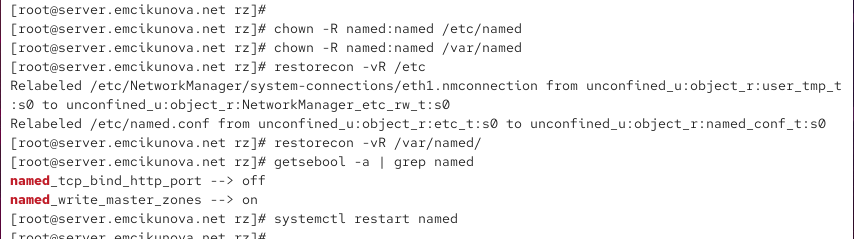 [root@server.emcikunova.net rz]#
[root@server.emcikunova.net rz]# chown -R named:named /etc/named
[root@server.emcikunova.net rz]# chown -R named:named /var/named
[root@server.emcikunova.net rz]# restorecon -vR /etc
Relabeled /etc/NetworkManager/system-connections/eth1.nmconnection from unconfined_u:object_r:user_tmp_t
:s0 to unconfined_u:object_r:NetworkManager_etc_rw_t:s0
Relabeled /etc/named.conf from unconfined_u:object_r:etc_t:s0 to unconfined_u:object_r:named_conf_t:s0
[root@server.emcikunova.net rz]# restorecon -vR /var/named/
[root@server.emcikunova.net rz]# getsebool -a | grep named
named_tcp_bind_http_port --> off
named_write_master_zones --> on
[root@server.emcikunova.net rz]# systemctl restart named
[root@server.emcikunova.net rz]#